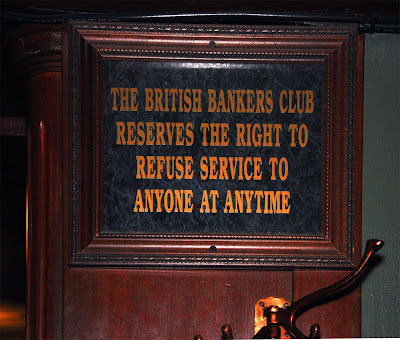 THE BRITISH BANKERS CLUB
RESERVES THE RIGHT TO
REFUSE SERVICE TO
ANYONE AT ANYTIME